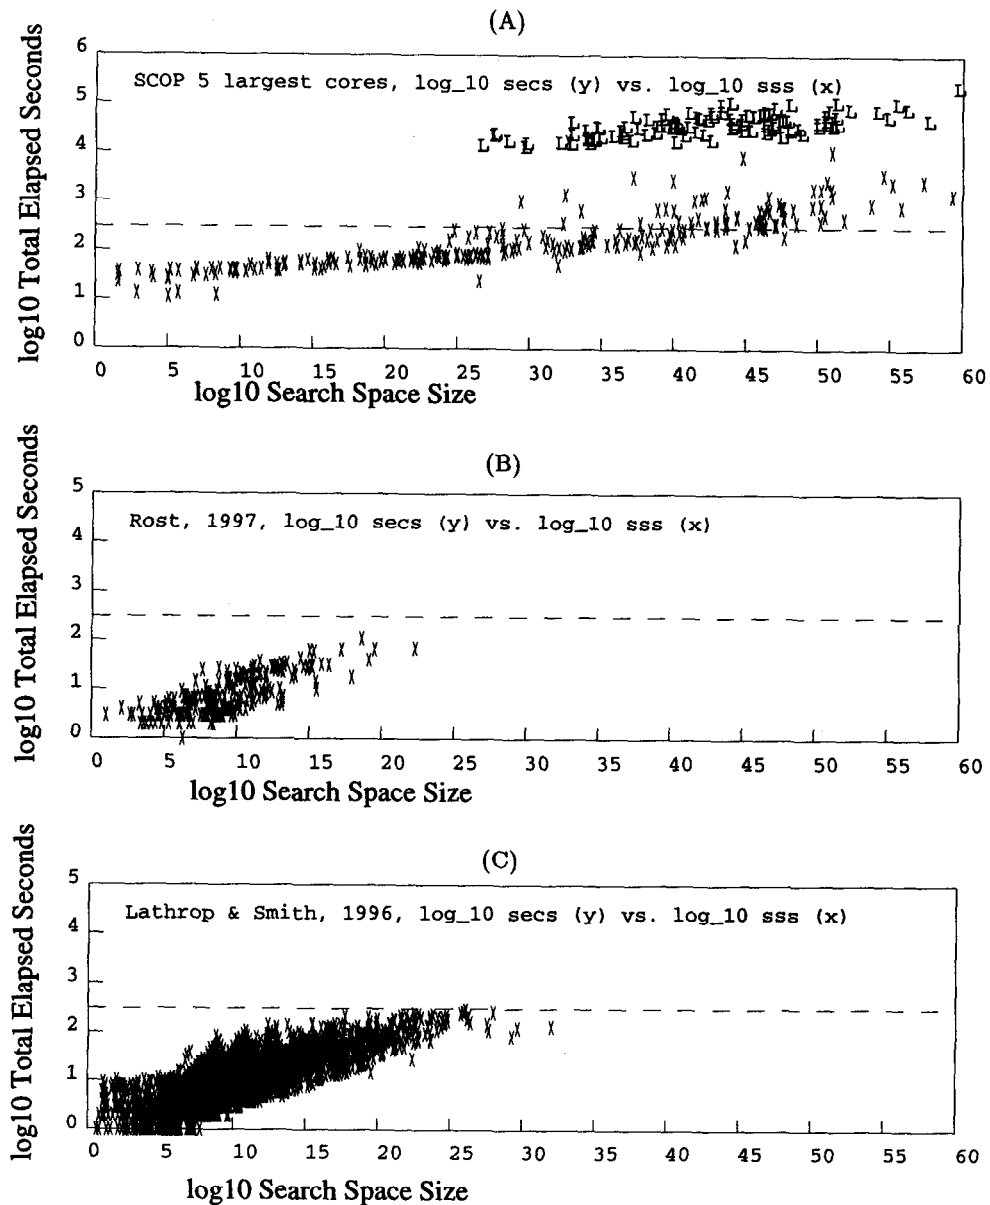 (A)
log10 Total Elapsed Seconds
6
5
4
3
2
1
0
SCOP 5 largest cores, log_10 secs (y) vs. log_10 sss (x)
0 5 10 15 20 25 30 35 40 45 50 55 60
log10 Search Space Size
(B)
log10 Total Elapsed Seconds
5
4
3
2
1
0
Rost, 1997, log_10 secs (y) vs. log_10 sss (x)
0 5 10 15 20 25 30 35 40 45 50 55 60
log10 Search Space Size
(C)
log10 Total Elapsed Seconds
5
4
3
2
1
0
Lathrop & Smith, 1996, log_10 secs (y) vs. log_10 sss (x)
0 5 10 15 20 25 30 35 40 45 50 55 60
log10 Search Space Size